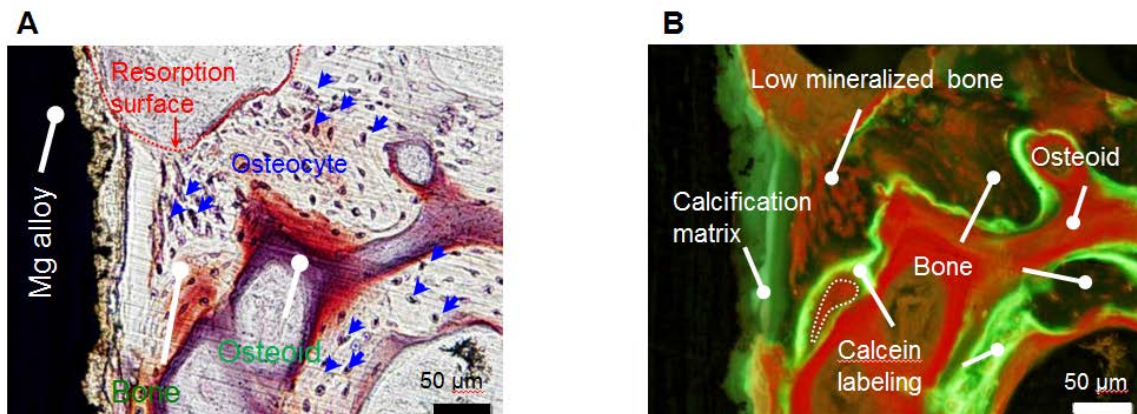 A
Resorption
surface
Osteocyte
Mg alloy
Osteoid
Bone
50 µm
B
Low mineralized bone
Osteoid
Calcification
matrix
Bone
Calcein
labeling
50 µm